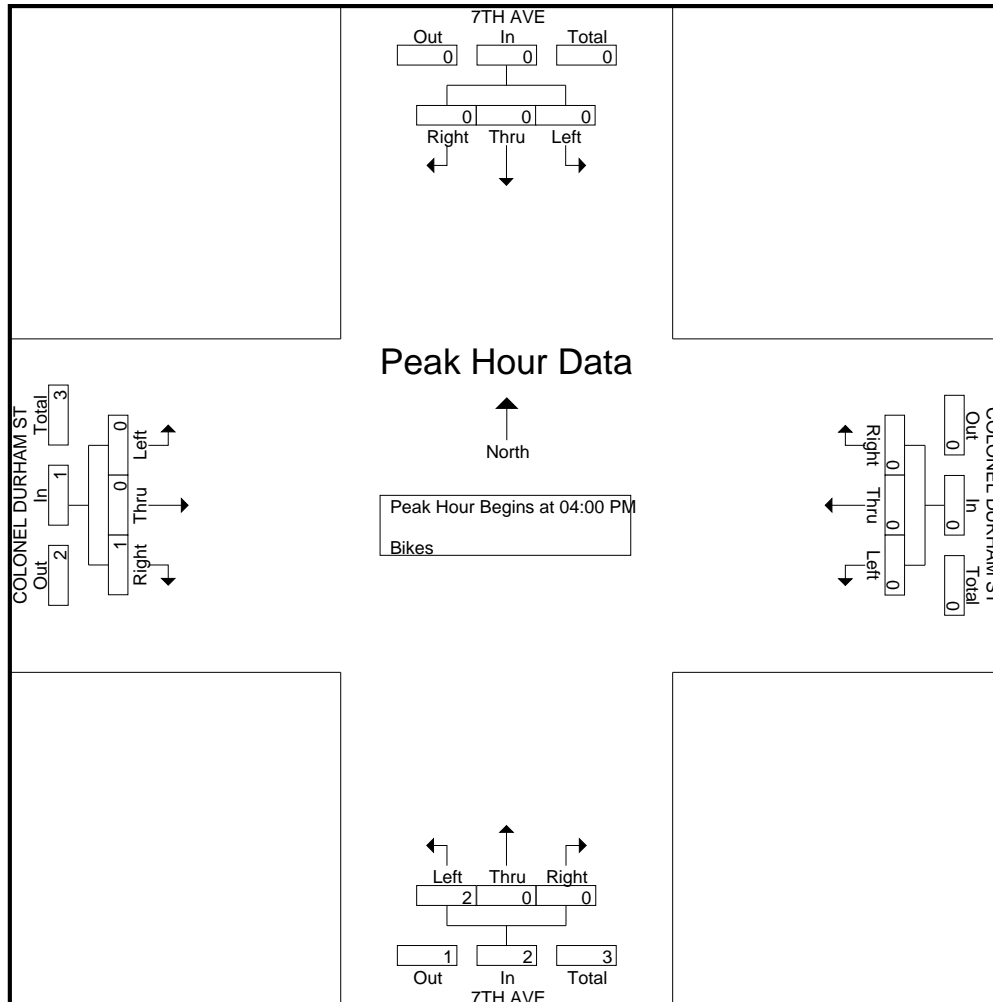 7TH AVE
Out In Total
0 0 0
0 0 0
Right Thru Left
Peak Hour Data
North
Peak Hour Begins at 04:00 PM
Bikes
COLONEL DURHAM ST
Out In Total
2 1 3
Left Thru Right
0 0 1
COLONEL DURHAM ST
Out In Total
0 0 0
Right Thru Left
0 0 0
Left Thru Right
2 0 0
1 2 3
Out In Total
7TH AVE